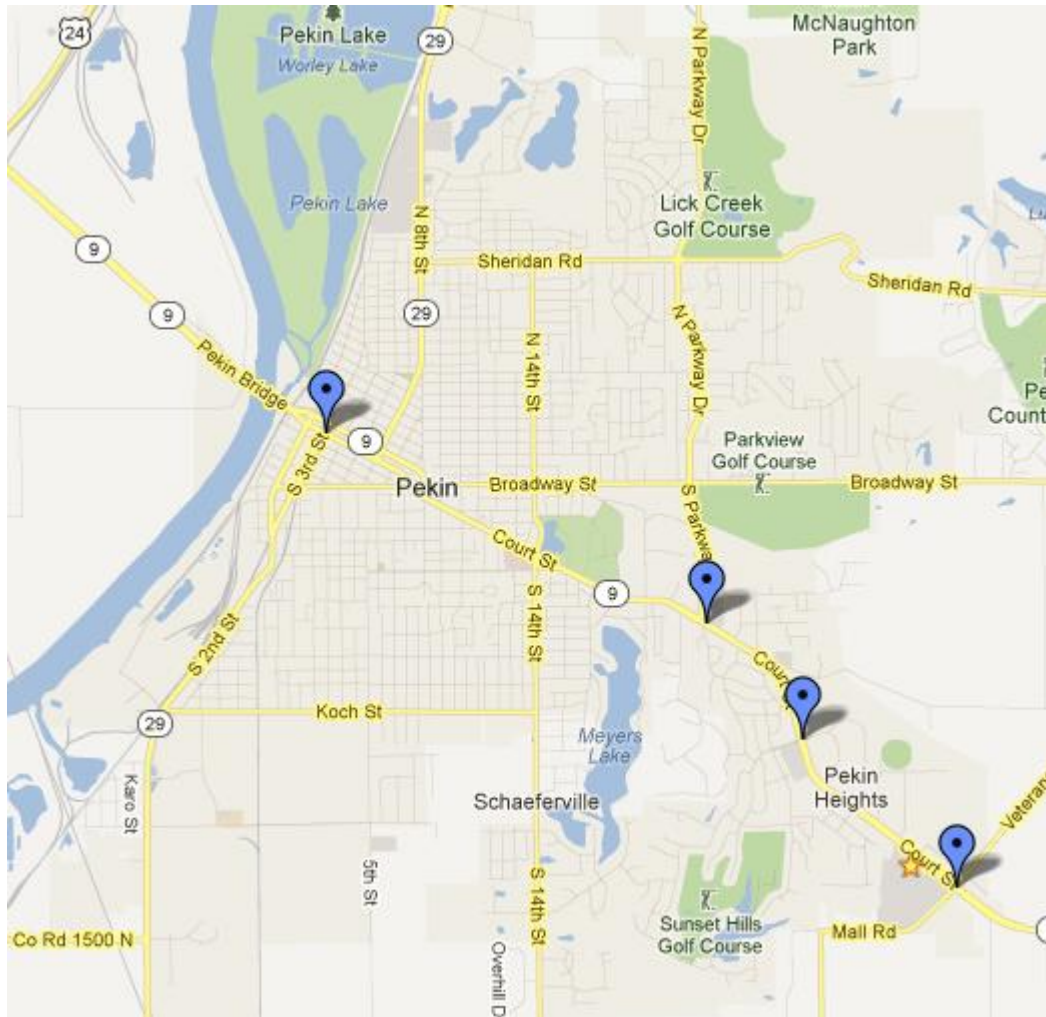 24
Pekin Lake
Worley Lake
29
McNaughton
Park
N Parkway Dr
Lick Creek
Golf Course
Pekin Lake
N 8th St
9
Sheridan Rd
Sheridan Rd
9
29
N Parkway Dr
N 14th St
Pekin Bridge
9
S 3rd St
Parkview
Golf Course
Pekin
Broadway St
Broadway St
Court St
S Parkwa
9
S 14th St
S 2nd St
Court
29
Koch St
Meyers
Lake
Karo St
Schaeferville
Pekin
Heights
Veteran
5th St
Court St
S 14th St
Sunset Hills
Golf Course
Mall Rd
Co Rd 1500 N
Overhill D